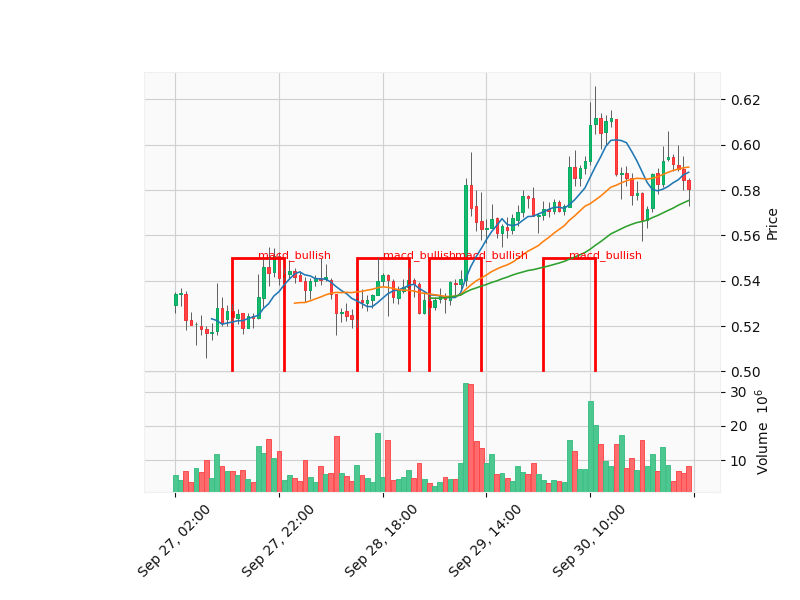 0.62
0.60
0.58
0.56
0.54
0.52
0.50
Price
macd_bullish
macd_bullish
macd_bullish
macd_bullish
30
20
10
Volume 10^6
Sep 27, 02:00
Sep 27, 22:00
Sep 28, 18:00
Sep 29, 14:00
Sep 30, 10:00